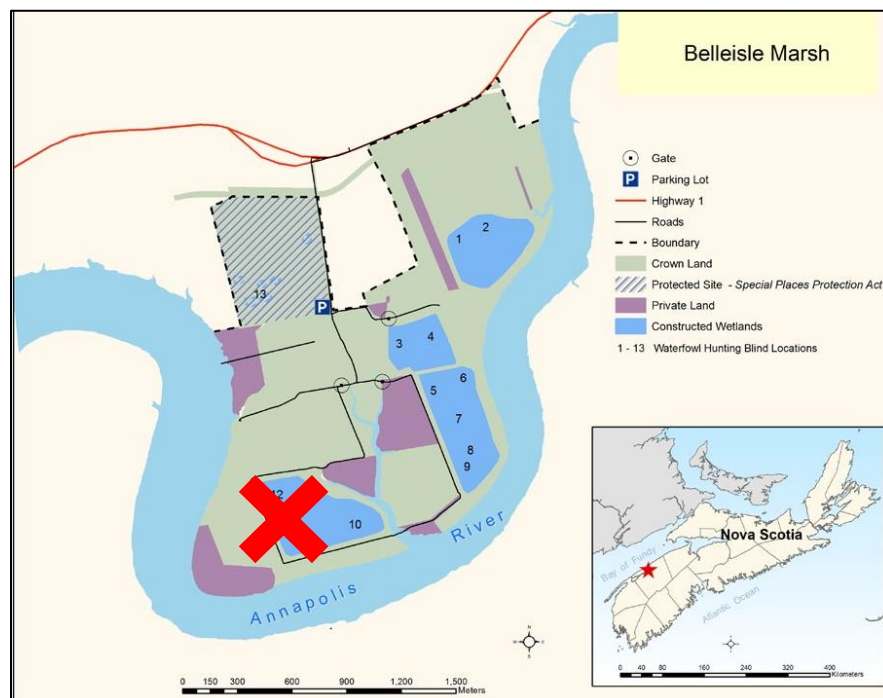 Belleisle Marsh
Gate
P Parking Lot
Highway 1
Roads
Boundary
Crown Land
Protected Site - Special Places Protection Act
Private Land
Constructed Wetlands
1 - 13 Waterfowl Hunting Blind Locations
1
2
13
P
3
4
5
6
7
8
9
12
10
Annapolis River
N
W
E
S
0 150 300 600 900 1,200 1,500
Meters
Nova Scotia
Bay of Fundy
Atlantic Ocean
0 40 80 160 240 320 400
Kilometers